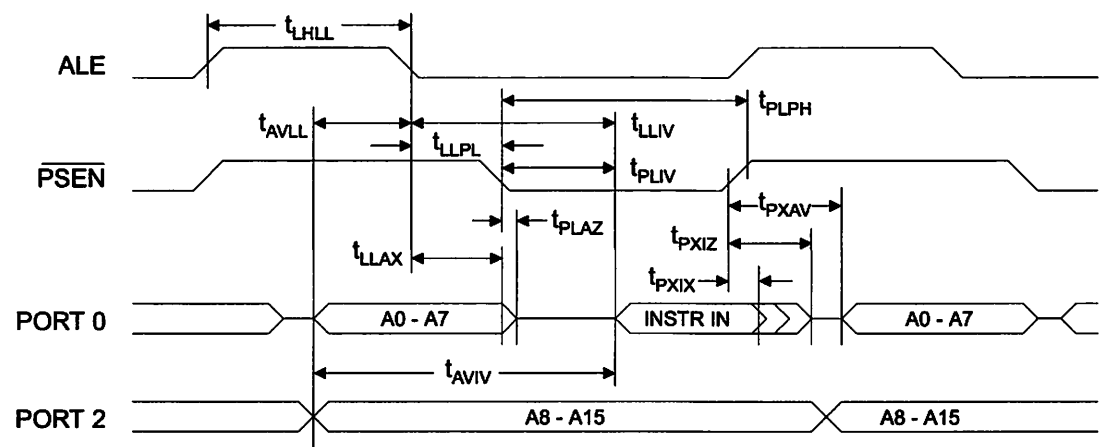 tLHLL
ALE
tPLPH
tAVLL
tLLIV
tLLPL
PSEN
tPLIV
tPXAV
tPLAZ
tPXIZ
tLLAX
tPXIX
PORT 0
A0 - A7
INSTR IN
A0 - A7
tAVIV
PORT 2
A8 - A15
A8 - A15